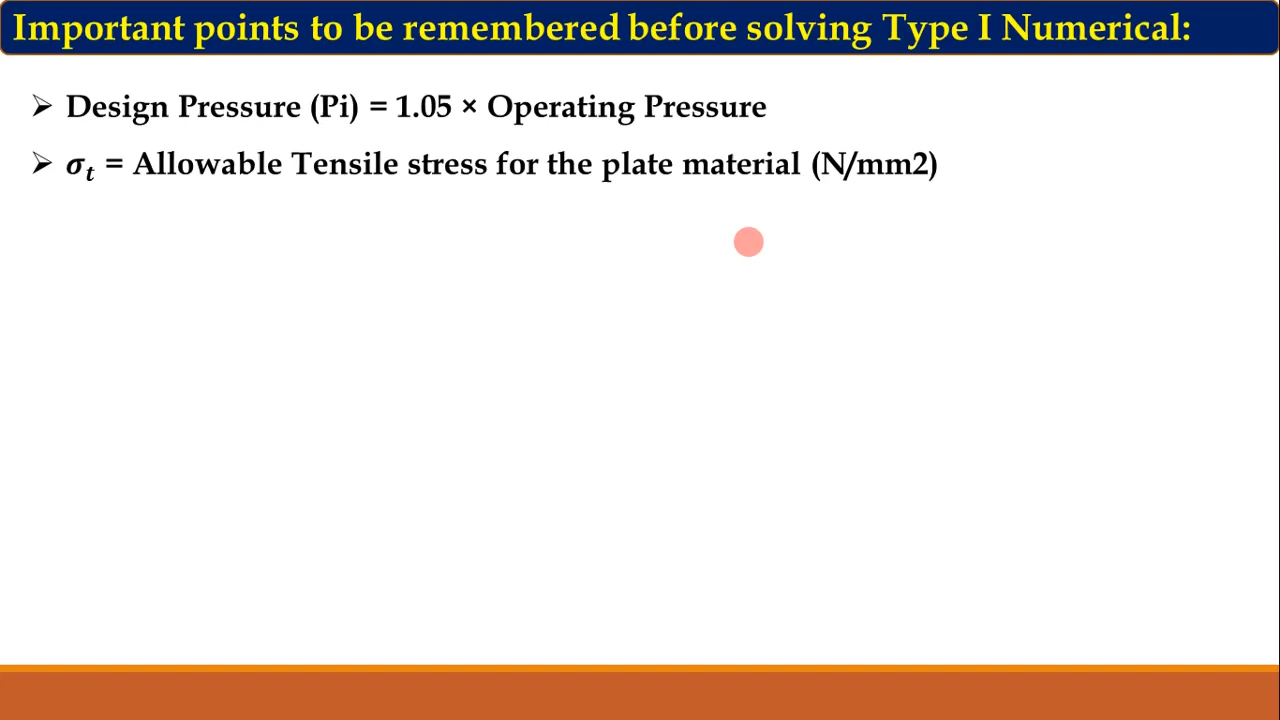 Important points to be remembered before solving Type I Numerical:
➢ Design Pressure (Pi) = 1.05 × Operating Pressure
➢ σₜ = Allowable Tensile stress for the plate material (N/mm2)